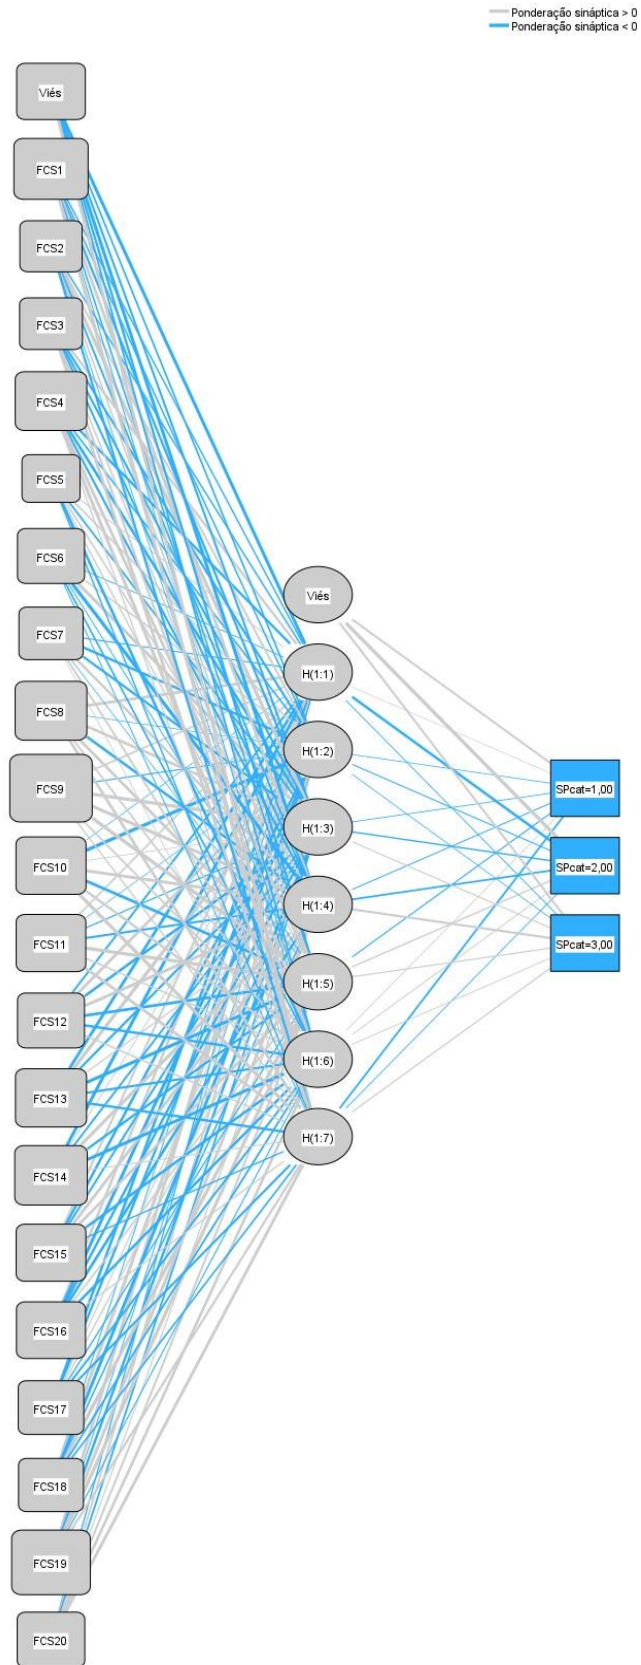 Ponderação sináptica > 0
Ponderação sináptica < 0
Viés
FCS1
FCS2
FCS3
FCS4
FCS5
FCS6
FCS7
FCS8
FCS9
FCS10
FCS11
FCS12
FCS13
FCS14
FCS15
FCS16
FCS17
FCS18
FCS19
FCS20
Viés
H(1:1)
H(1:2)
H(1:3)
H(1:4)
H(1:5)
H(1:6)
H(1:7)
SPcat=1,00
SPcat=2,00
SPcat=3,00